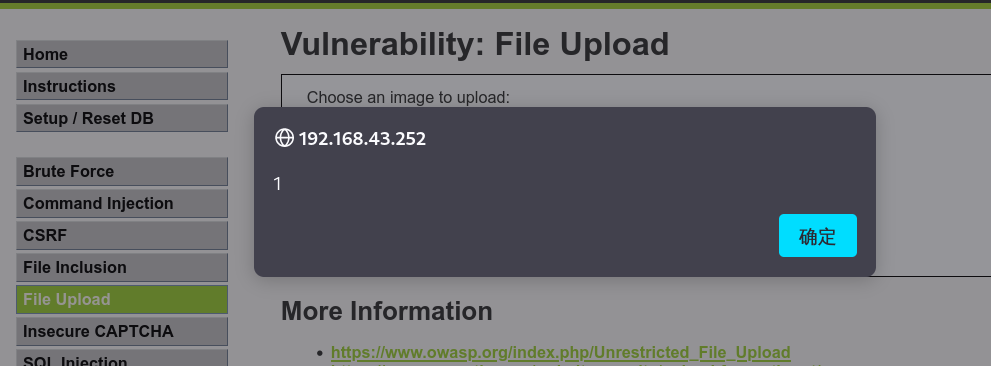 Vulnerability: File Upload
Home
Instructions
Setup / Reset DB
Brute Force
Command Injection
CSRF
File Inclusion
File Upload
Insecure CAPTCHA
SQL Injection
Choose an image to upload:
192.168.43.252
1
确定
More Information
https://www.owasp.org/index.php/Unrestricted_File_Upload